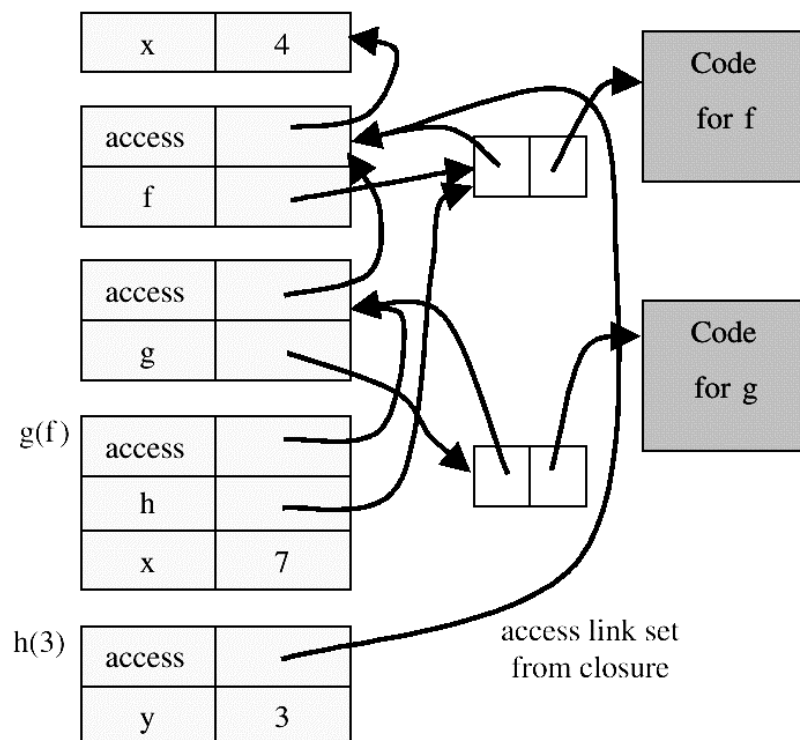 x 4
access
f
access
g
g(f)
access
h
x 7
h(3)
access
y 3
Code
for f
Code
for g
access link set
from closure